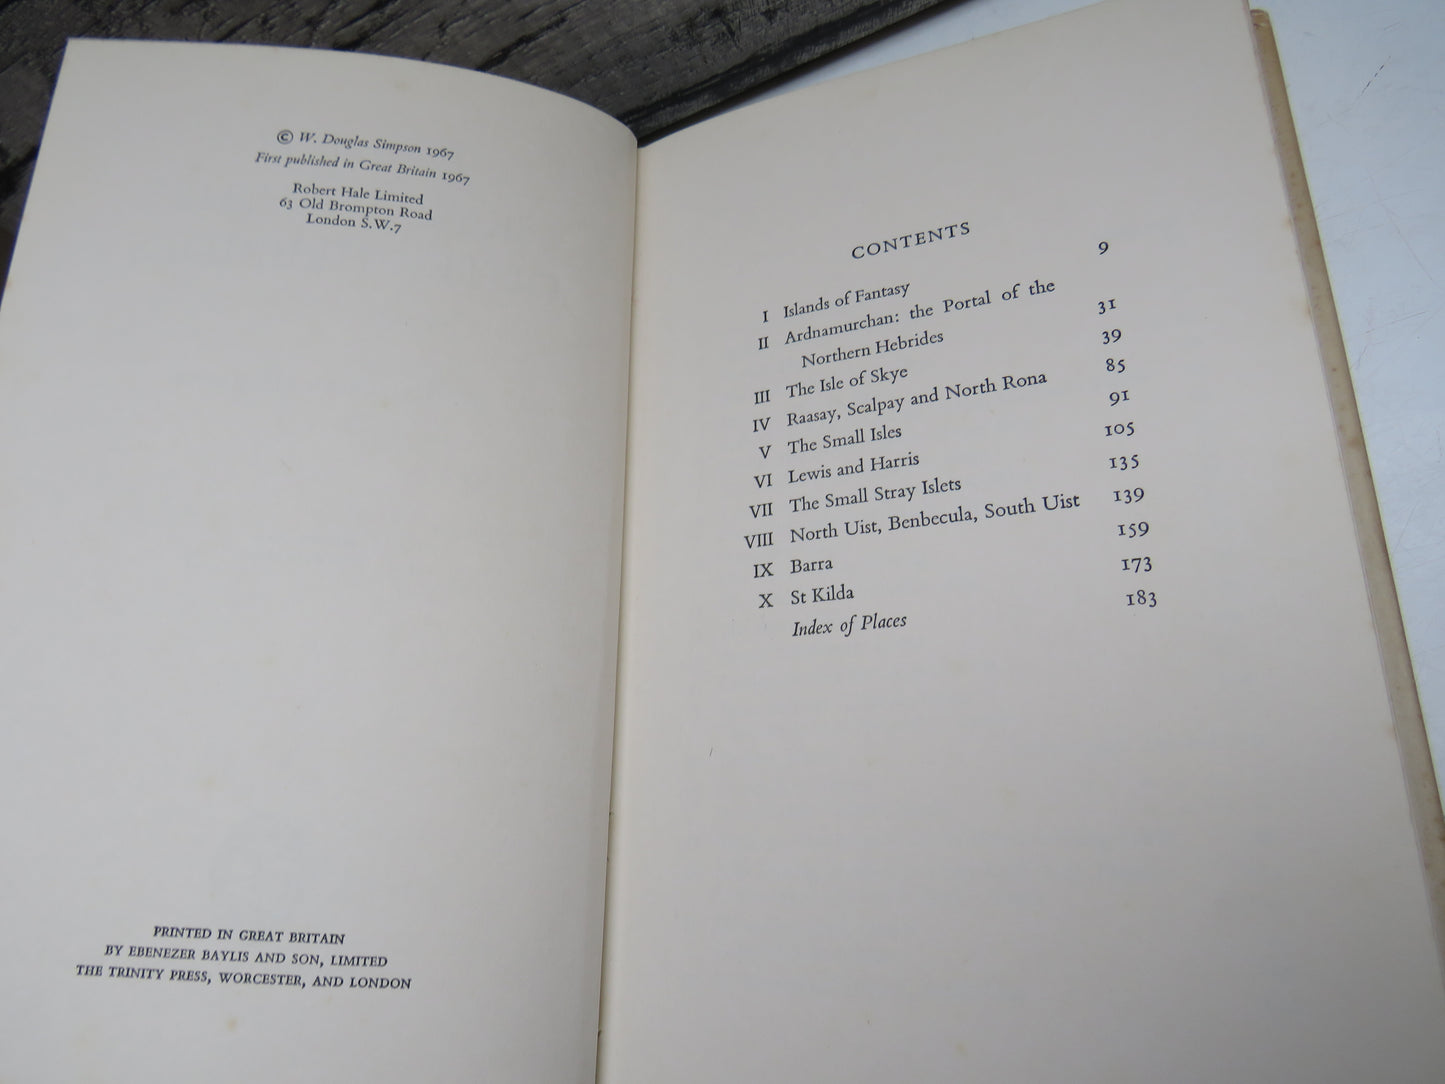 © W. Douglas Simpson 1967
First published in Great Britain 1967
Robert Hale Limited
63 Old Brompton Road
London S.W.7
PRINTED IN GREAT BRITAIN
BY EBENEZER BAYLIS AND SON, LIMITED
THE TRINITY PRESS, WORCESTER, AND LONDON
CONTENTS
I Islands of Fantasy 9
II Ardnamurchan: the Portal of the
Northern Hebrides 31
III The Isle of Skye 39
IV Raasay, Scalpay and North Rona 85
V The Small Isles 91
VI Lewis and Harris 105
VII The Small Stray Islets 135
VIII North Uist, Benbecula, South Uist 139
IX Barra 159
X St Kilda 173
Index of Places 183